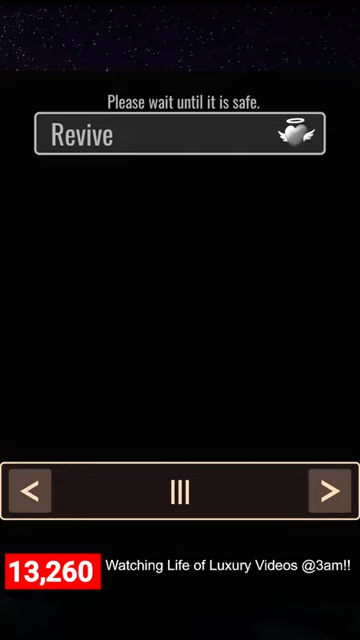 Please wait until it is safe.
Revive
< III >
13,260 Watching Life of Luxury Videos @3am!!